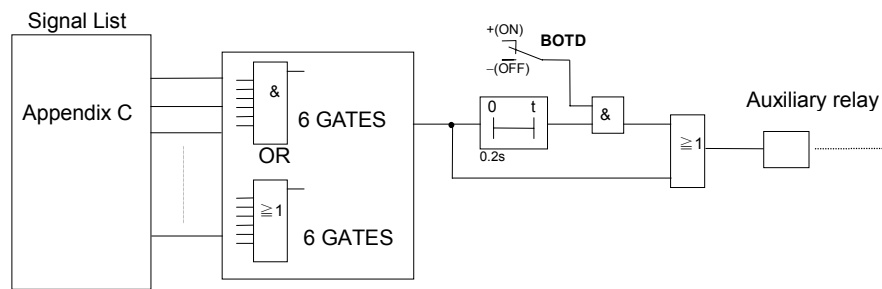 Signal List
Appendix C
&
6 GATES
OR
≧1
6 GATES
+(ON)
−(OFF)
BOTD
0 t
0.2s
&
≧1
Auxiliary relay